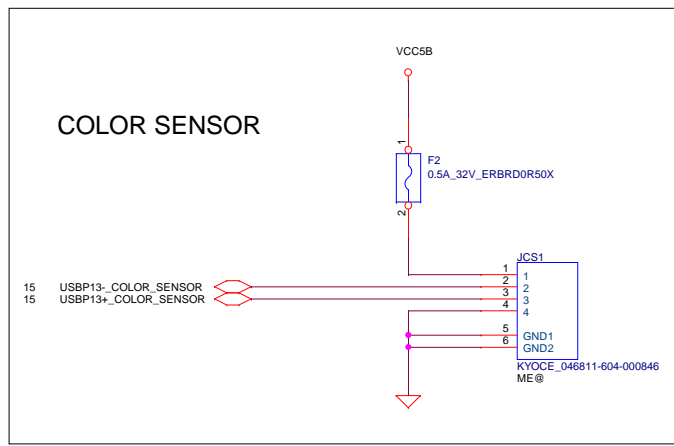 VCC5B
COLOR SENSOR
1
F2
0.5A_32V_ERBRD0R50X
2
JCS1
1 1
15 USBP13-_COLOR_SENSOR 2 2
15 USBP13+_COLOR_SENSOR 3 3
4 4
5 GND1
6 GND2
KYOCE_046811-604-000846
ME@